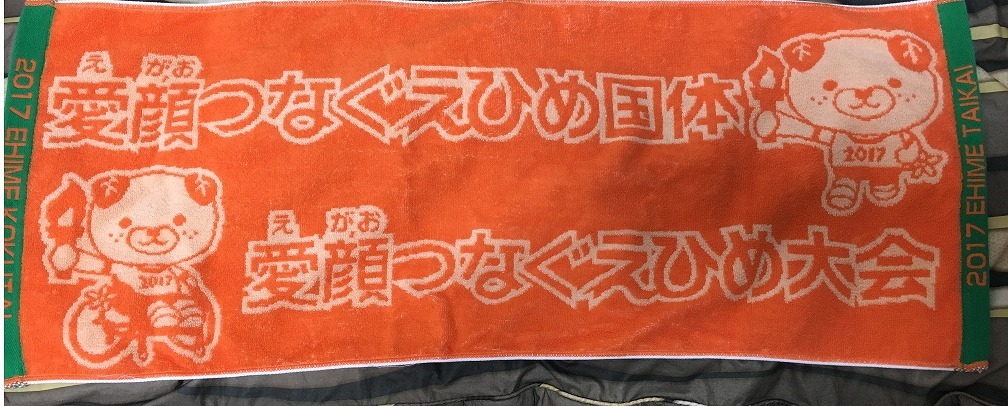 えがお
愛顔つなぐえひめ国体
2017
2017 EHIME KOKUTAI
2017 EHIME TAIKAI
えがお
愛顔つなぐえひめ大会
2017